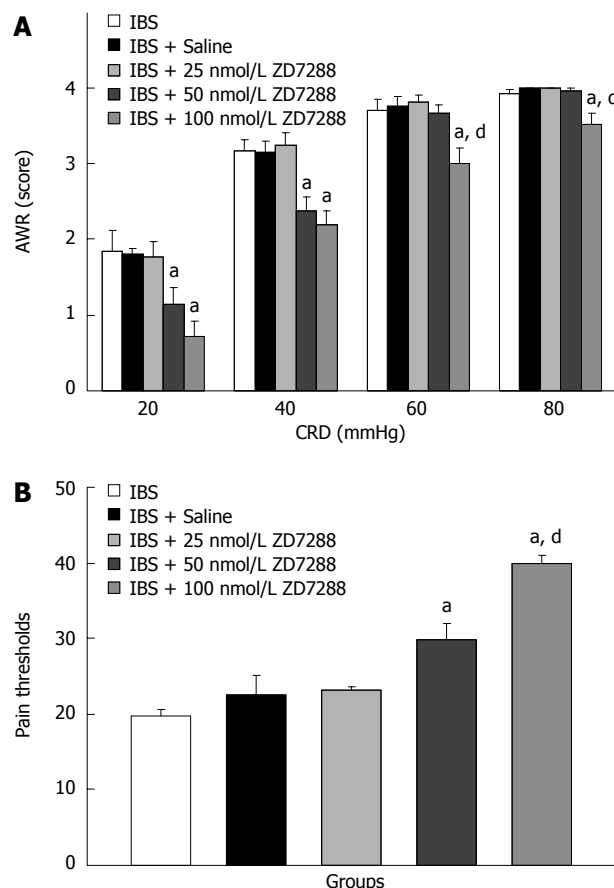 A
IBS
IBS + Saline
IBS + 25 nmol/L ZD7288
IBS + 50 nmol/L ZD7288
IBS + 100 nmol/L ZD7288
AWR (score)
4
3
2
1
0
a
a
a
a
a, d
a, d
20 40 60 80
CRD (mmHg)
B
IBS
IBS + Saline
IBS + 25 nmol/L ZD7288
IBS + 50 nmol/L ZD7288
IBS + 100 nmol/L ZD7288
Pain thresholds
50
40
30
20
10
0
a
a, d
Groups